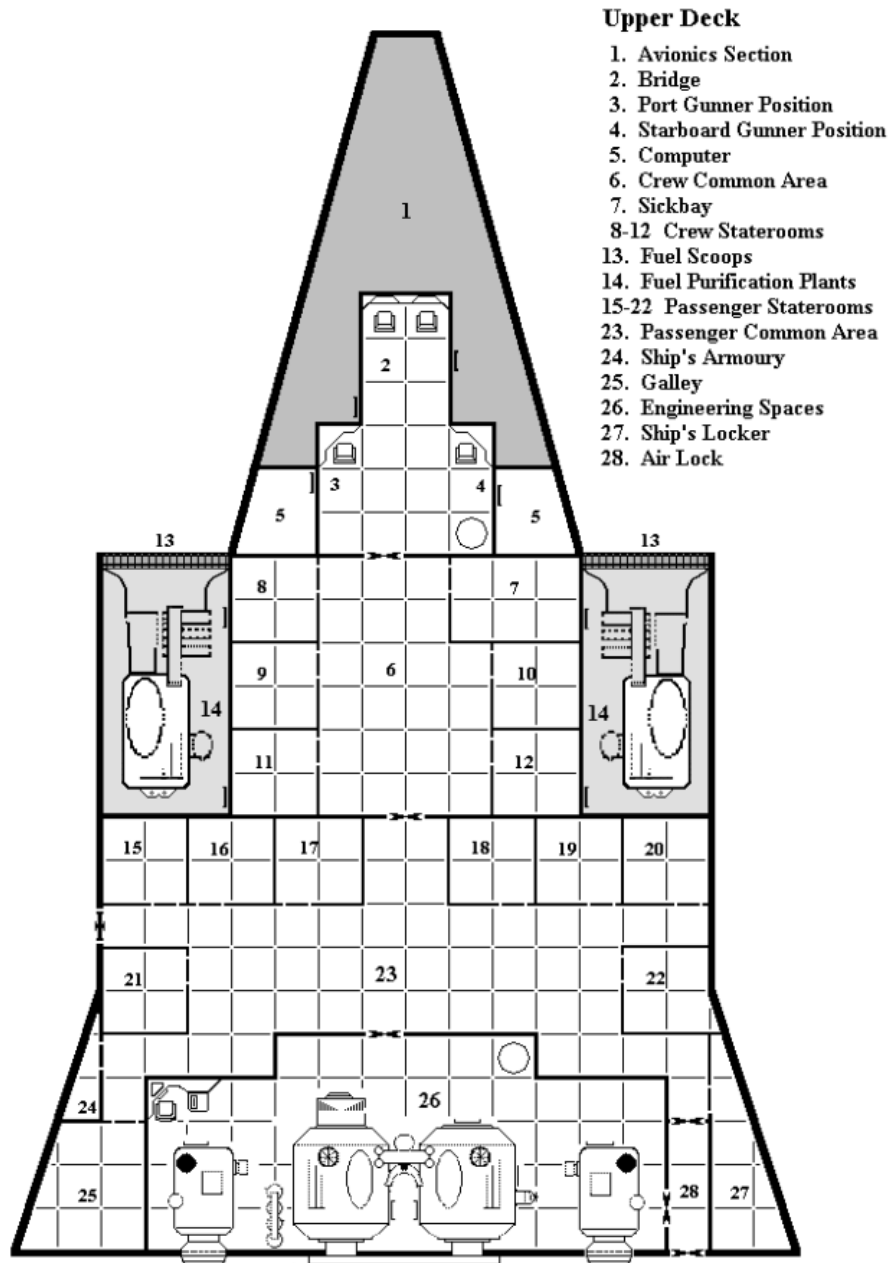 Upper Deck
1. Avionics Section
2. Bridge
3. Port Gunner Position
4. Starboard Gunner Position
5. Computer
6. Crew Common Area
7. Sickbay
8-12 Crew Staterooms
13. Fuel Scoops
14. Fuel Purification Plants
15-22 Passenger Staterooms
23. Passenger Common Area
24. Ship's Armoury
25. Galley
26. Engineering Spaces
27. Ship's Locker
28. Air Lock
1
2
3 4
5 5
13 13
8 7
9 6 10
14 14
11 12
15 16 17 18 19 20
21 23 22
24 26
25 28 27